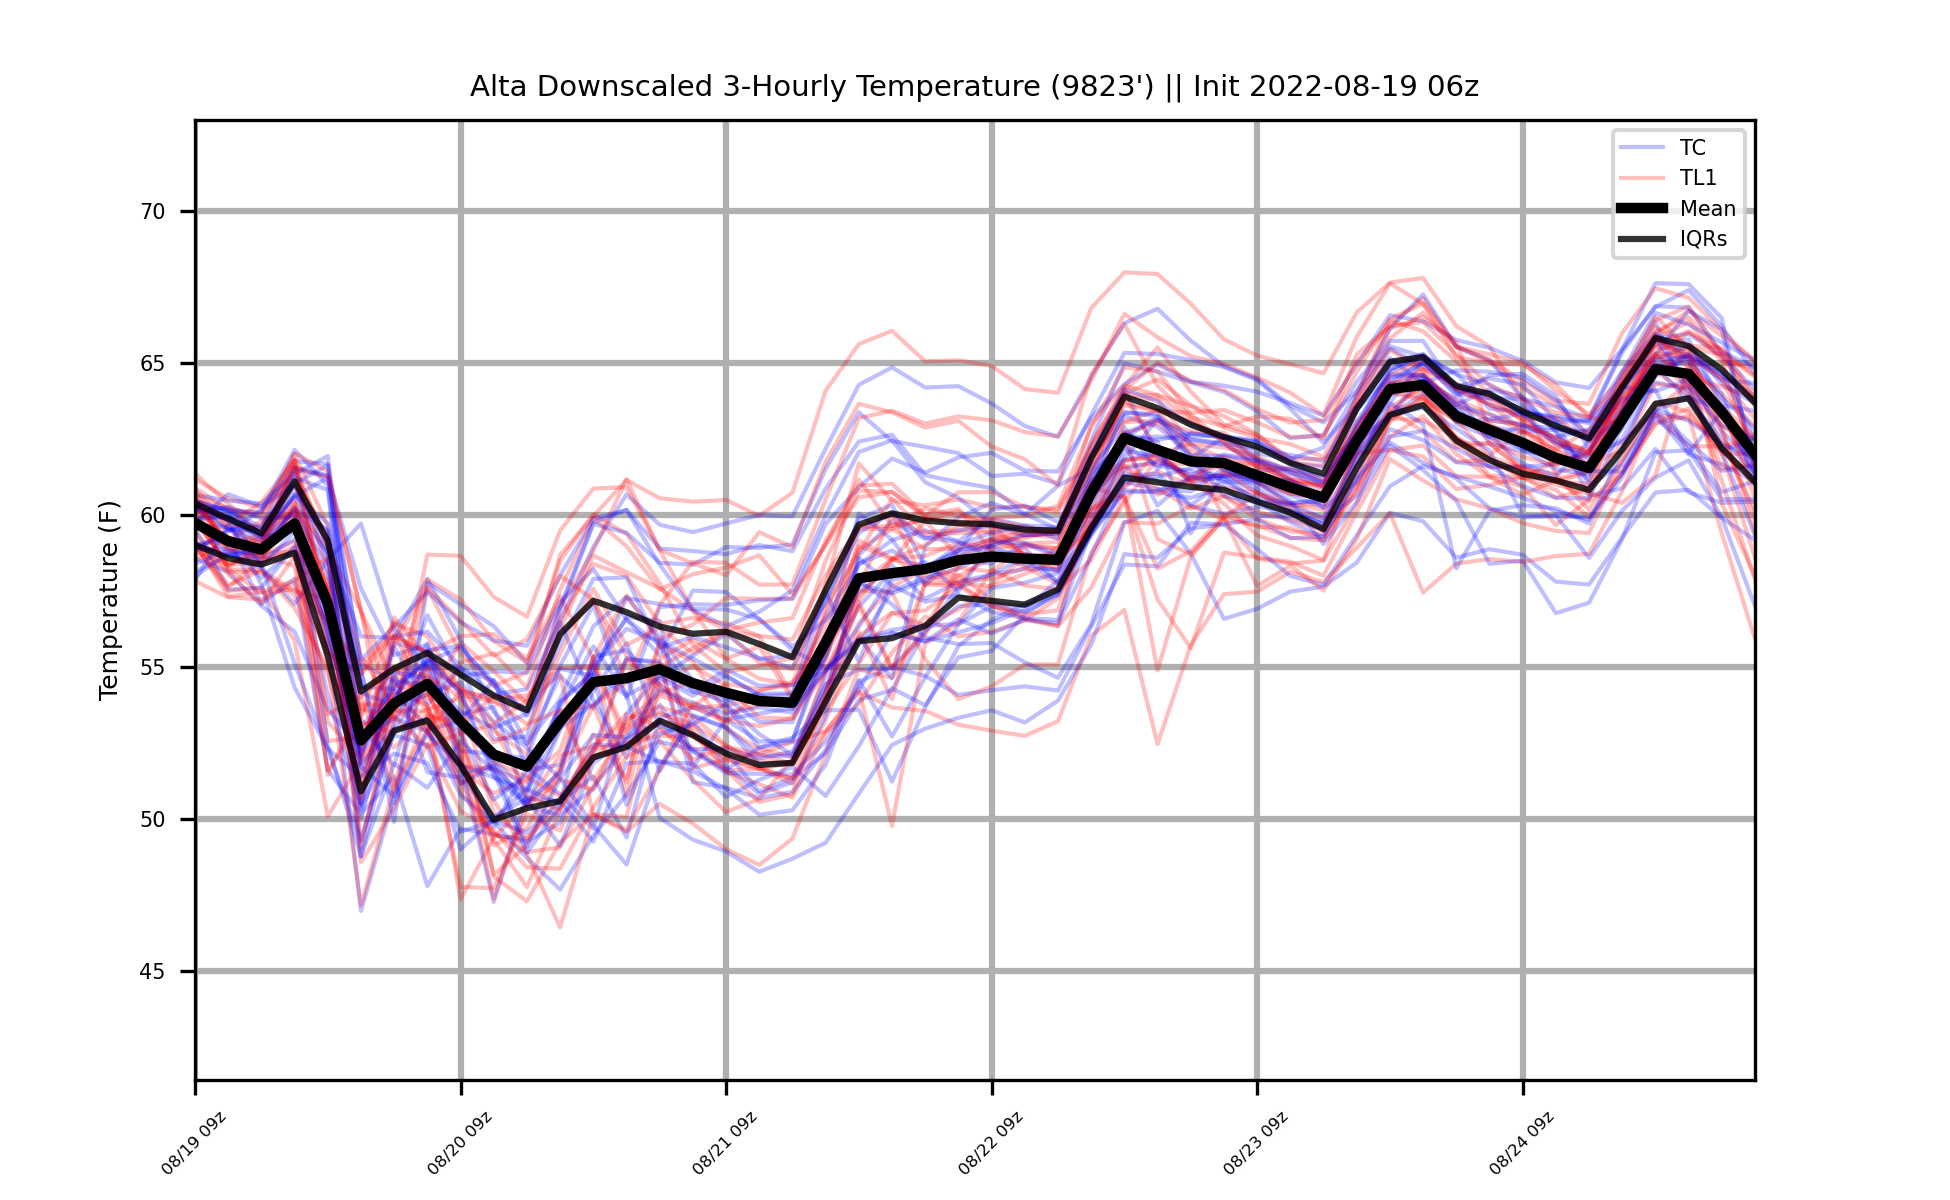 Alta Downscaled 3-Hourly Temperature (9823') || Init 2022-08-19 06z
TC
TL1
Mean
IQRs
Temperature (F)
70
65
60
55
50
45
08/19 09z
08/20 09z
08/21 09z
08/22 09z
08/23 09z
08/24 09z